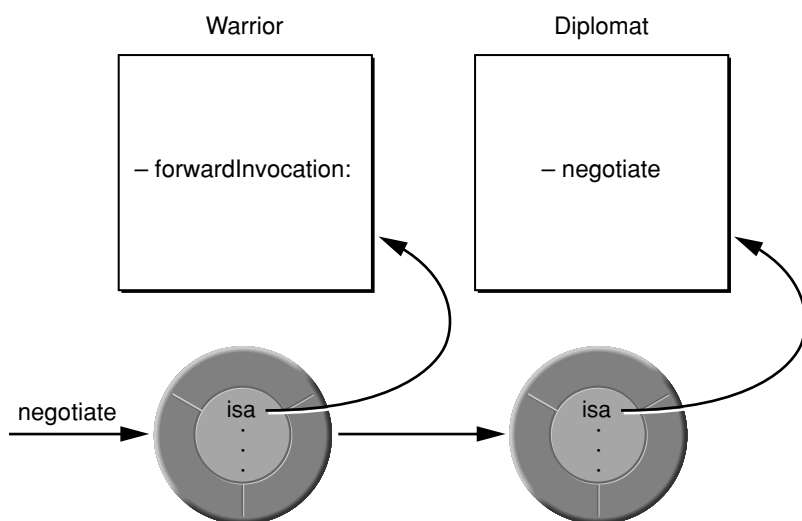 Warrior
Diplomat
– forwardInvocation:
– negotiate
negotiate
isa
.
.
.
isa
.
.
.